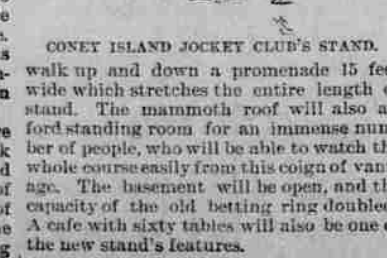 CONEY ISLAND JOCKEY CLUB'S STAND.
walk up and down a promenade 15 fee
wide which stretches the entire length o
stand. The mammoth roof will also a
ford standing room for an immense num
ber of people, who will be able to watch th
whole course easily from this coign of van
age. The basement will be open, and th
capacity of the old betting ring double
A cafe with sixty tables will also be one o
the new stand's features.